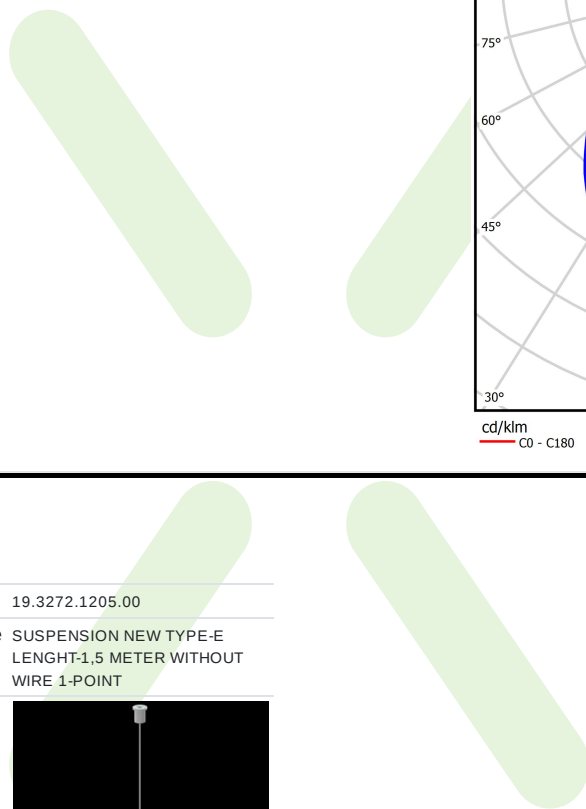 75°
60°
45°
30°
cd/klm
C0 - C180
19.3272.1205.00
SUSPENSION NEW TYPE-E
LENGHT-1,5 METER WITHOUT
WIRE 1-POINT